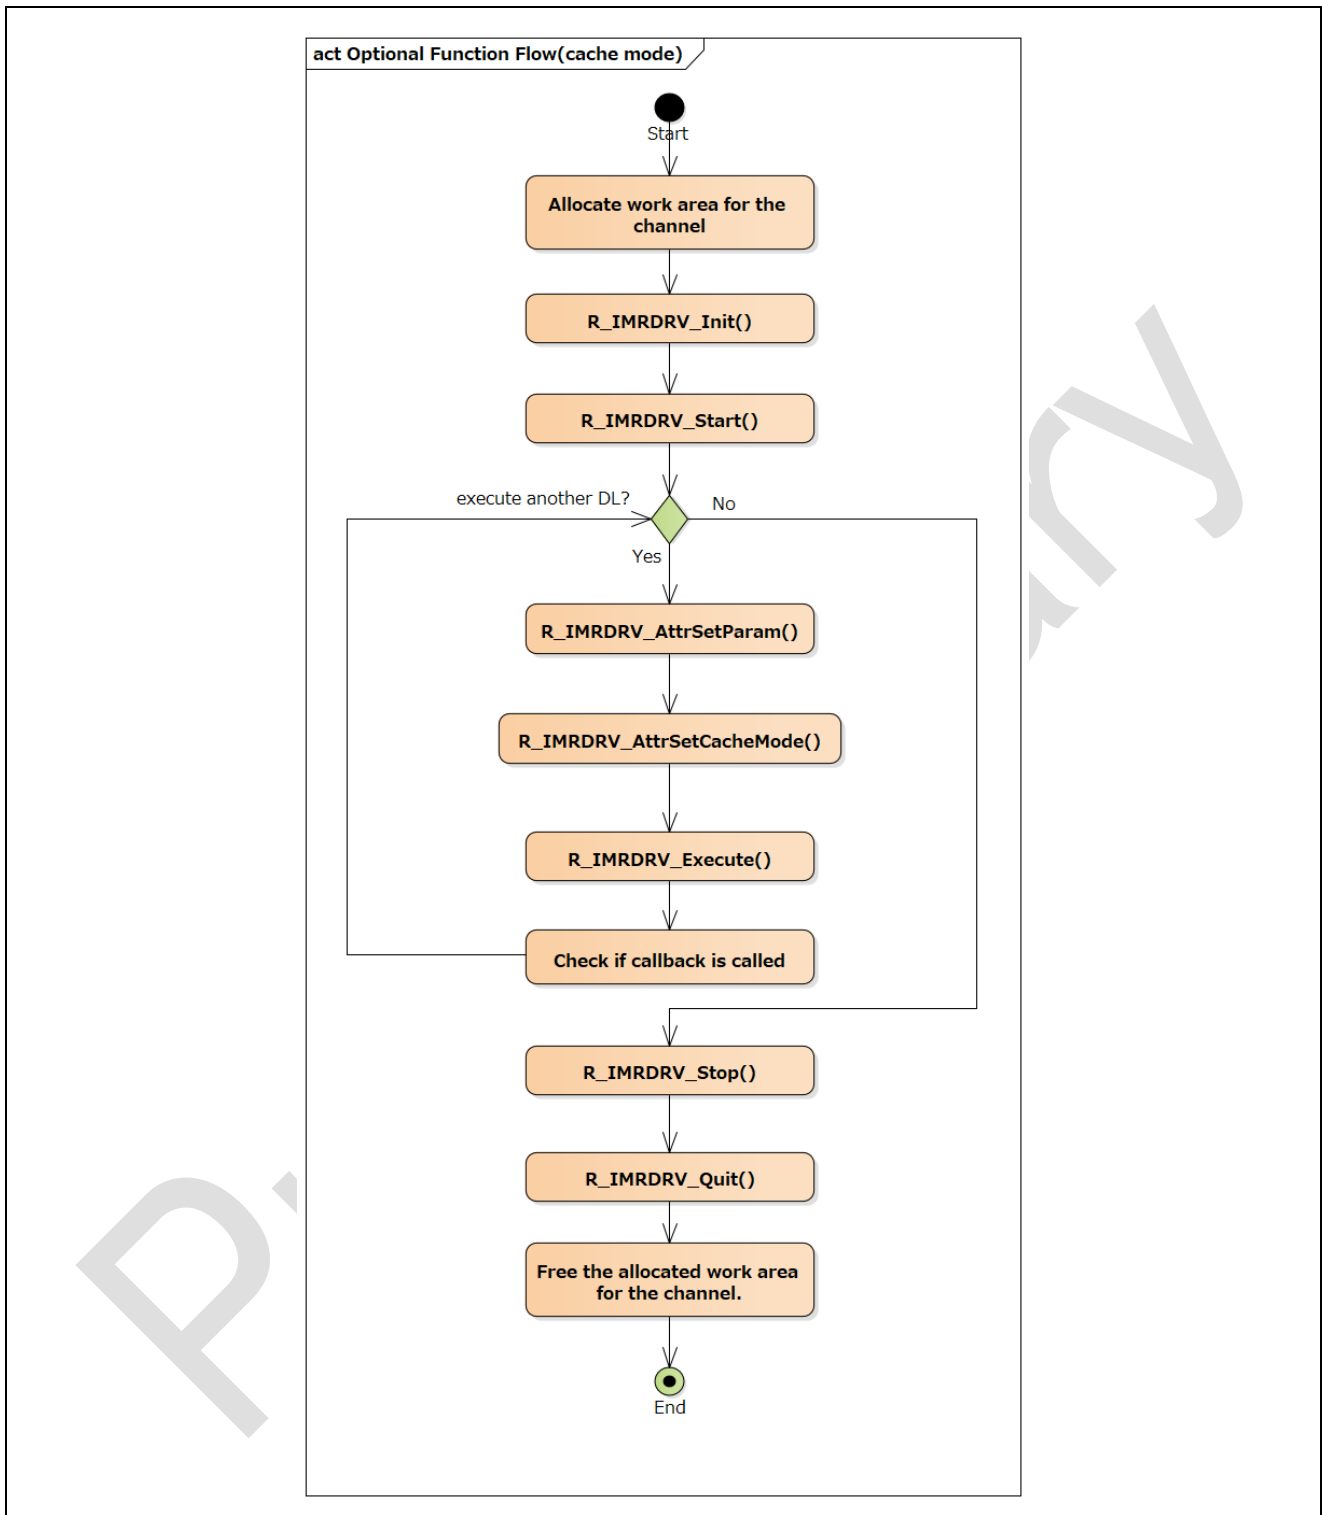 act Optional Function Flow(cache mode)
Start
Allocate work area for the
channel
R_IMRDRV_Init()
R_IMRDRV_Start()
execute another DL?
No
Yes
R_IMRDRV_AttrSetParam()
R_IMRDRV_AttrSetCacheMode()
R_IMRDRV_Execute()
Check if callback is called
R_IMRDRV_Stop()
R_IMRDRV_Quit()
Free the allocated work area
for the channel.
End